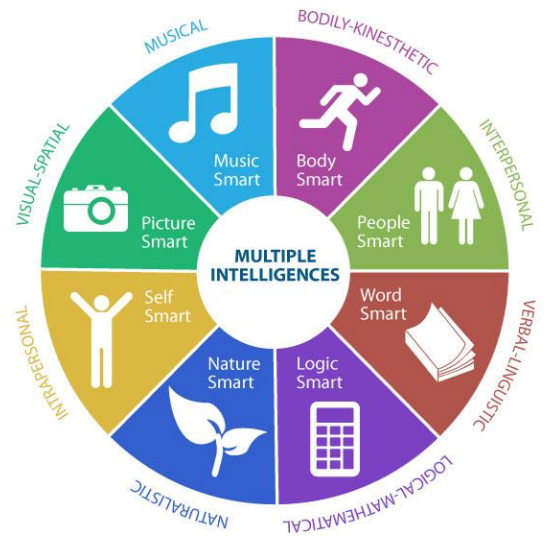 MUSICAL
BODILY-KINESTHETIC
INTERPERSONAL
VERBAL-LINGUISTIC
LOGICAL-MATHEMATICAL
NATURALISTIC
INTRAPERSONAL
VISUAL-SPATIAL
Music
Smart
Body
Smart
People
Smart
Word
Smart
Logic
Smart
Nature
Smart
Self
Smart
Picture
Smart
MULTIPLE
INTELLIGENCES